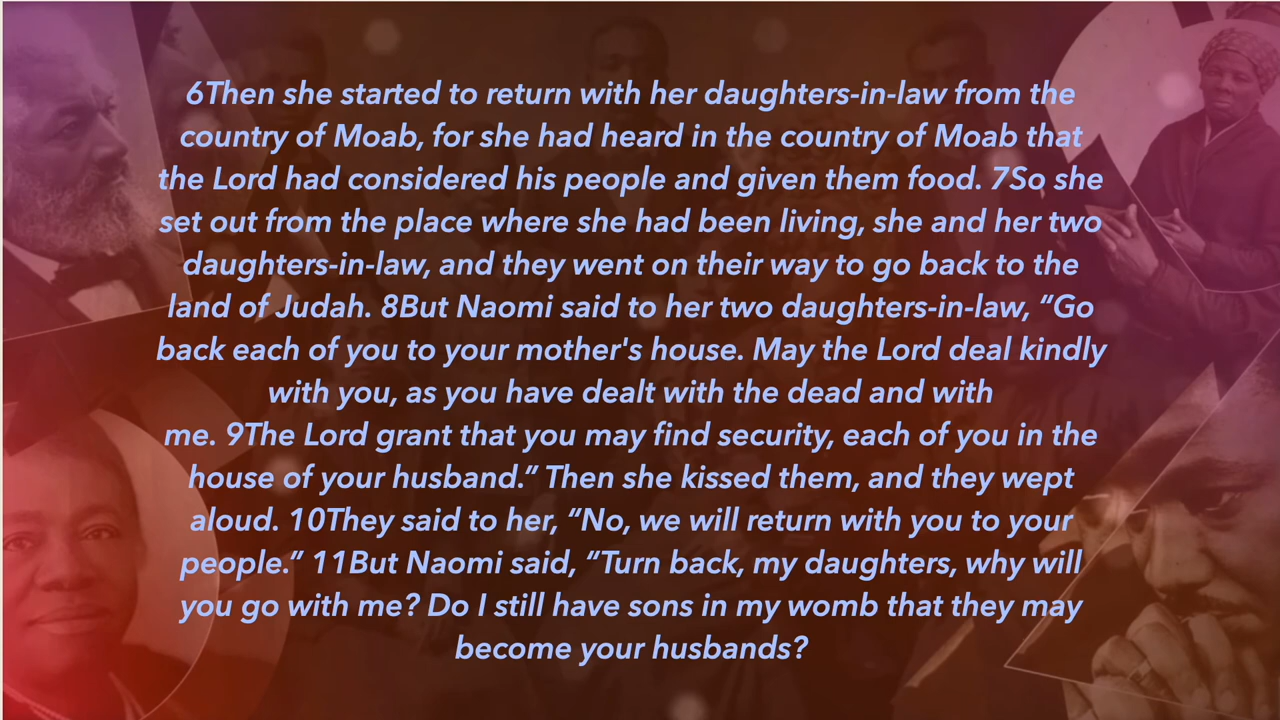 6Then she started to return with her daughters-in-law from the
country of Moab, for she had heard in the country of Moab that
the Lord had considered his people and given them food. 7So she
set out from the place where she had been living, she and her two
daughters-in-law, and they went on their way to go back to the
land of Judah. 8But Naomi said to her two daughters-in-law, “Go
back each of you to your mother's house. May the Lord deal kindly
with you, as you have dealt with the dead and with
me. 9The Lord grant that you may find security, each of you in the
house of your husband.” Then she kissed them, and they wept
aloud. 10They said to her, “No, we will return with you to your
people.” 11But Naomi said, “Turn back, my daughters, why will
you go with me? Do I still have sons in my womb that they may
become your husbands?